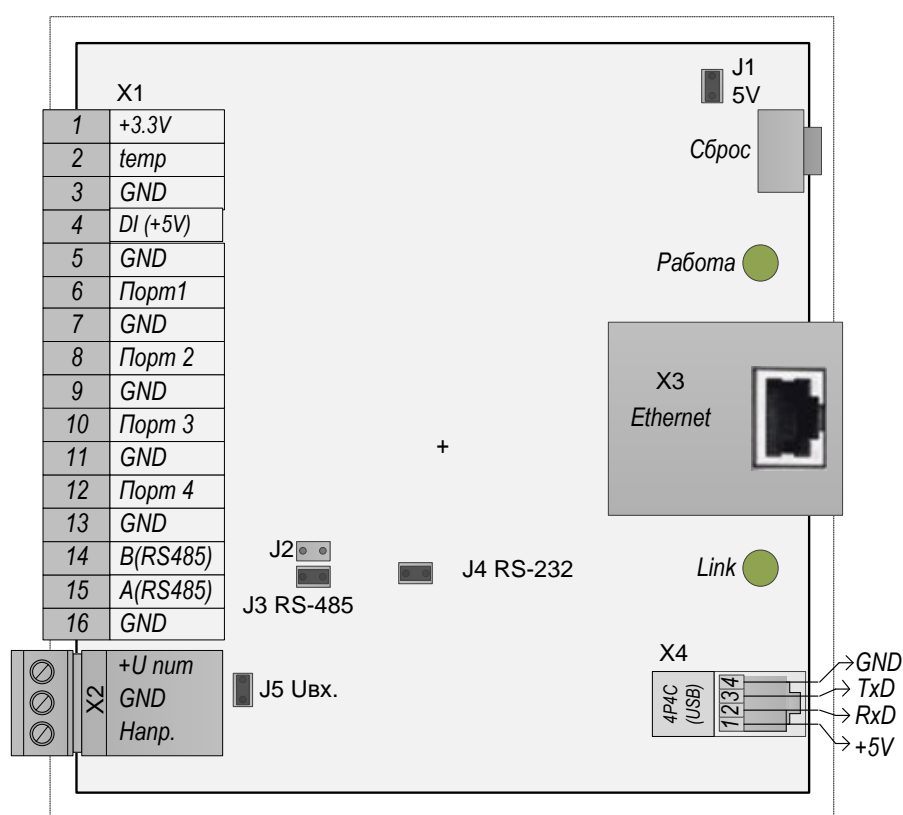 J1
5V
X1
1 +3.3V
2 temp
3 GND
4 DI (+5V)
5 GND
6 Порт1
7 GND
8 Порт 2
9 GND
10 Порт 3
11 GND
12 Порт 4
13 GND
14 B(RS485)
15 A(RS485)
16 GND
Сброс
Работа
X3
Ethernet
+
J2
J3 RS-485
J4 RS-232
Link
X2
+U пит
GND
Напр.
J5 Uвх.
X4
4P4C
(USB)
1 2 3 4
GND
TxD
RxD
+5V